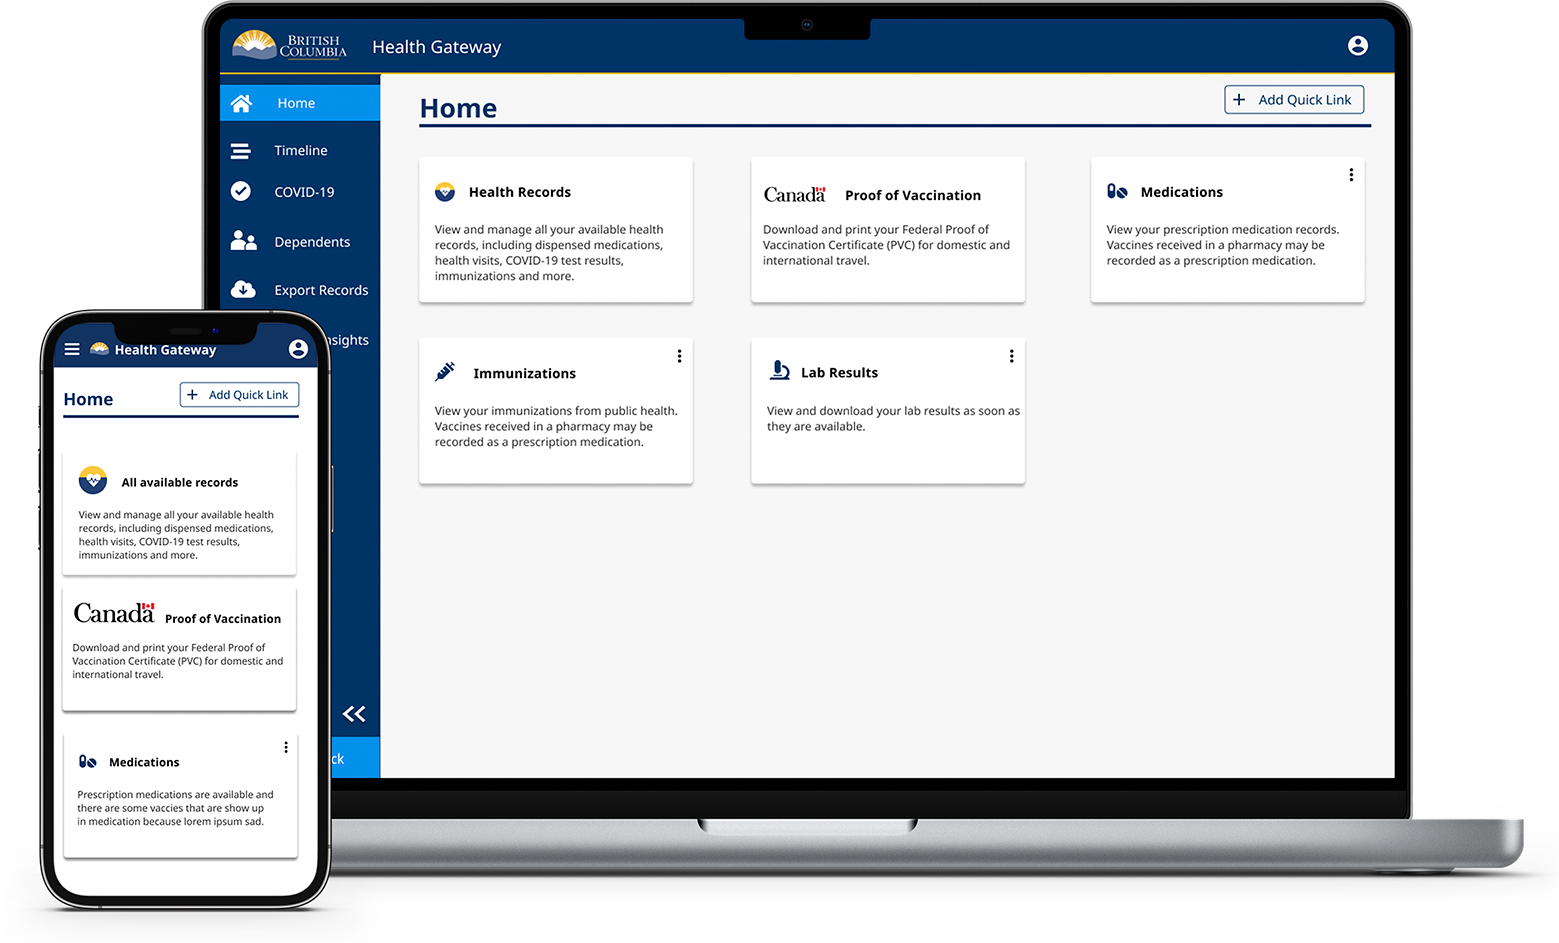 BRITISH
COLUMBIA
Health Gateway
Home
Timeline
COVID-19
Dependents
Export Records
nsights
ck
Home
+ Add Quick Link
Health Records
View and manage all your available health
records, including dispensed medications,
health visits, COVID-19 test results,
immunizations and more.
Canada
Proof of Vaccination
Download and print your Federal Proof of
Vaccination Certificate (PVC) for domestic and
international travel.
Medications
View your prescription medication records.
Vaccines received in a pharmacy may be
recorded as a prescription medication.
Immunizations
View your immunizations from public health.
Vaccines received in a pharmacy may be
recorded as a prescription medication.
Lab Results
View and download your lab results as soon as
they are available.
Health Gateway
Home
+ Add Quick Link
All available records
View and manage all your available health
records, including dispensed medications,
health visits, COVID-19 test results,
immunizations and more.
Canada
Proof of Vaccination
Download and print your Federal Proof of
Vaccination Certificate (PVC) for domestic and
international travel.
Medications
Prescription medications are available and
there are some vaccies that are show up
in medication because lorem ipsum sad.